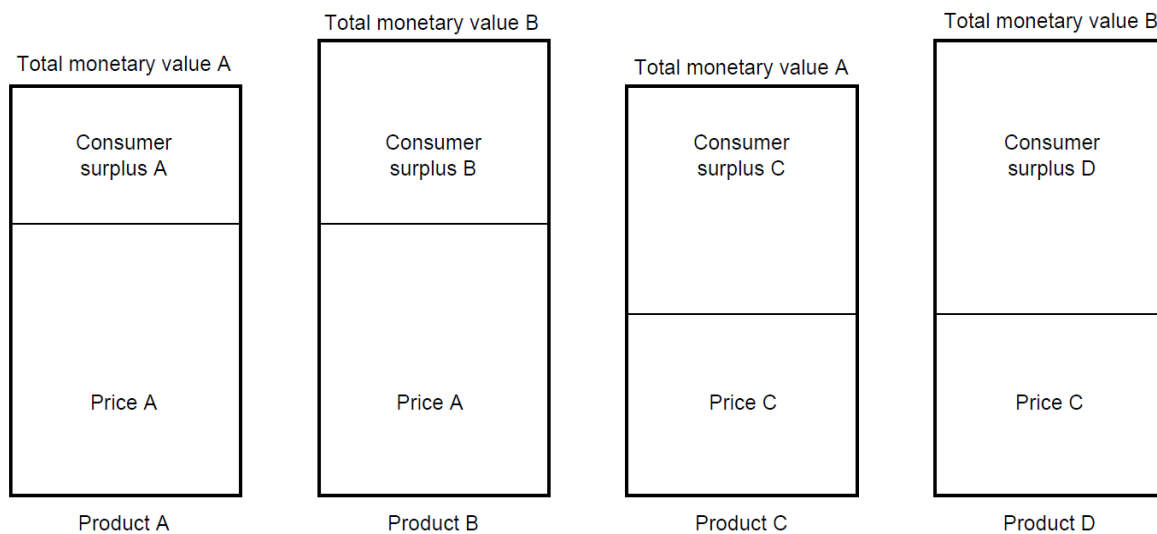 Total monetary value A
Consumer
surplus A
Price A
Product A
Total monetary value B
Consumer
surplus B
Price A
Product B
Total monetary value A
Consumer
surplus C
Price C
Product C
Total monetary value B
Consumer
surplus D
Price C
Product D